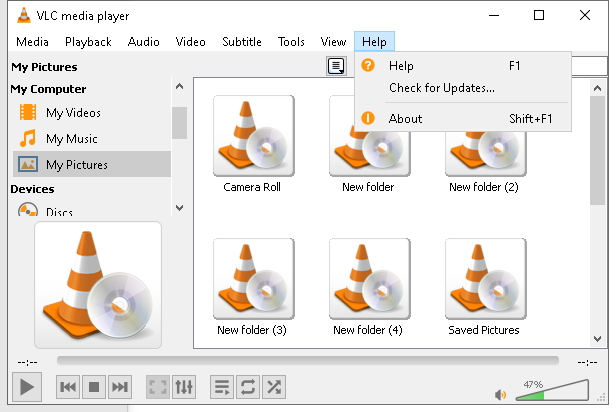 VLC media player
Media Playback Audio Video Subtitle Tools View Help
My Pictures
My Computer
My Videos
My Music
My Pictures
Devices
Discs
Help F1
Check for Updates...
About Shift+F1
Camera Roll New folder New folder (2)
New folder (3) New folder (4) Saved Pictures
--:-- --:--
47%